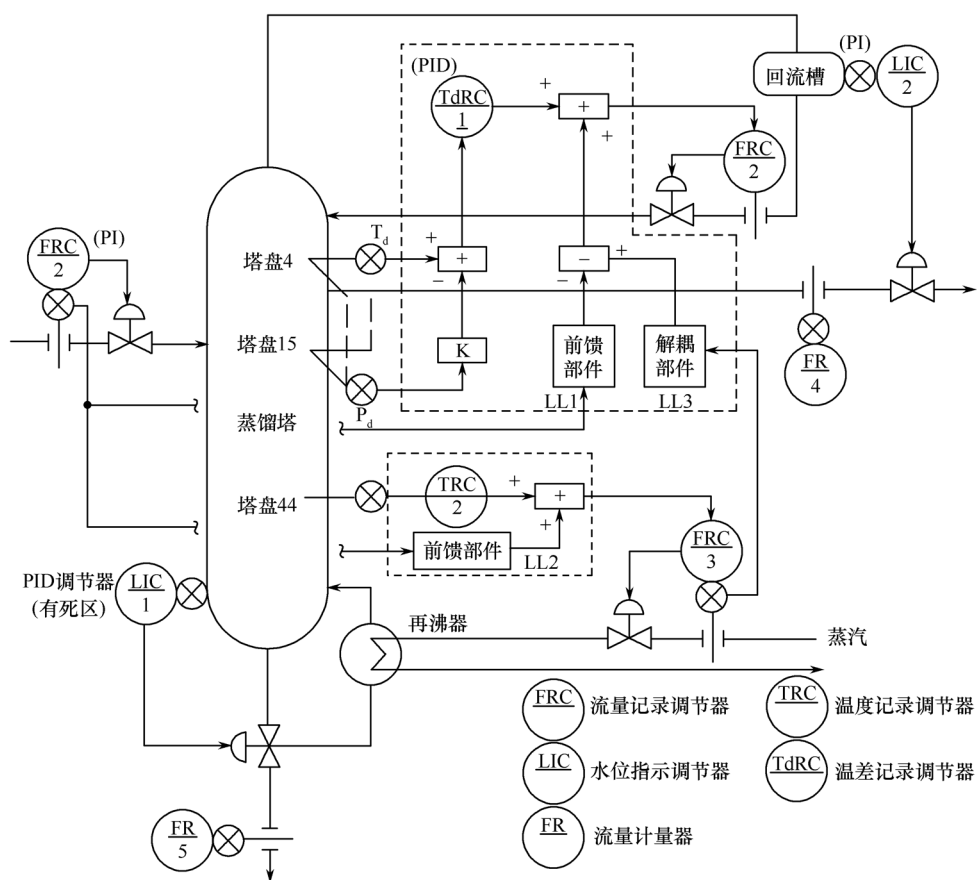 (PI)
LIC
2
回流槽
(PID)
TdRC
1
+
+
+
FRC
2
FRC
2
(PI)
T_d
+
+
−
塔盘4
−
+
−
塔盘15
K
前馈
部件
解耦
部件
FR
4
P_d
LL1
LL3
蒸馏塔
塔盘44
TRC
2
+
+
+
前馈部件
LL2
FRC
3
PID调节器
(有死区)
LIC
1
再沸器
蒸汽
FRC
流量记录调节器
TRC
温度记录调节器
LIC
水位指示调节器
TdRC
温差记录调节器
FR
5
FR
流量计量器